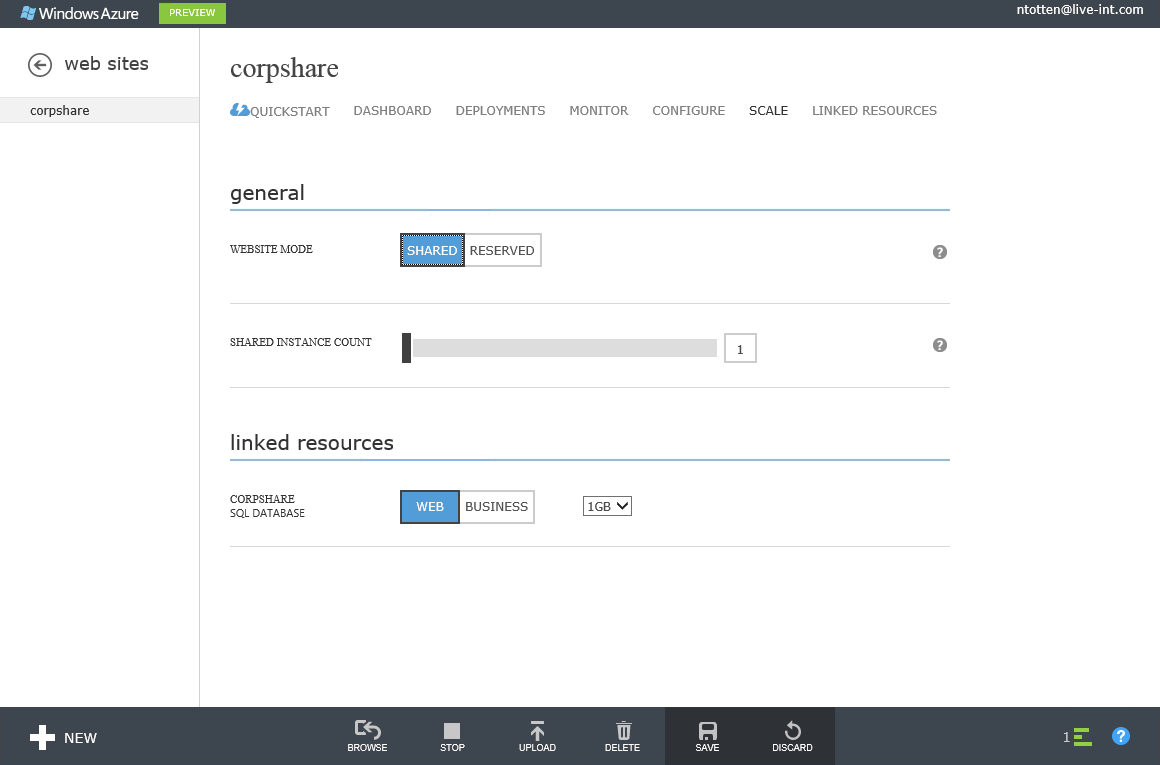 Windows Azure PREVIEW ntotten@live-int.com
web sites
corpshare
corpshare
QUICKSTART DASHBOARD DEPLOYMENTS MONITOR CONFIGURE SCALE LINKED RESOURCES
general
WEBSITE MODE SHARED RESERVED ?
SHARED INSTANCE COUNT 1 ?
linked resources
CORPSHARE
SQL DATABASE WEB BUSINESS 1GB
NEW BROWSE STOP UPLOAD DELETE SAVE DISCARD 1 ?